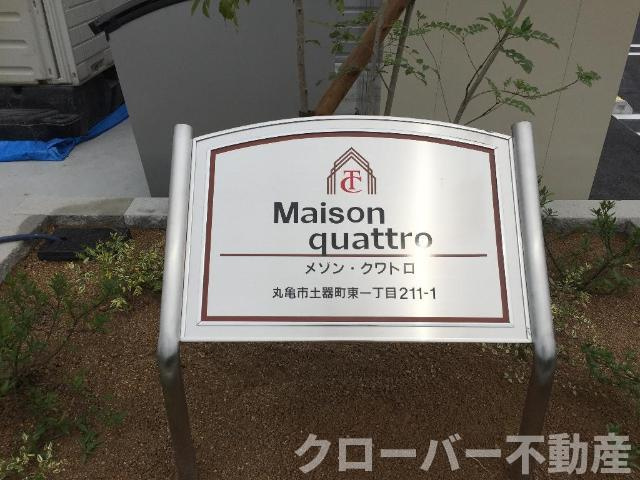 TC
Maison
quattro
メゾン・クワトロ
丸亀市土器町東一丁目211-1
クローバー不動産